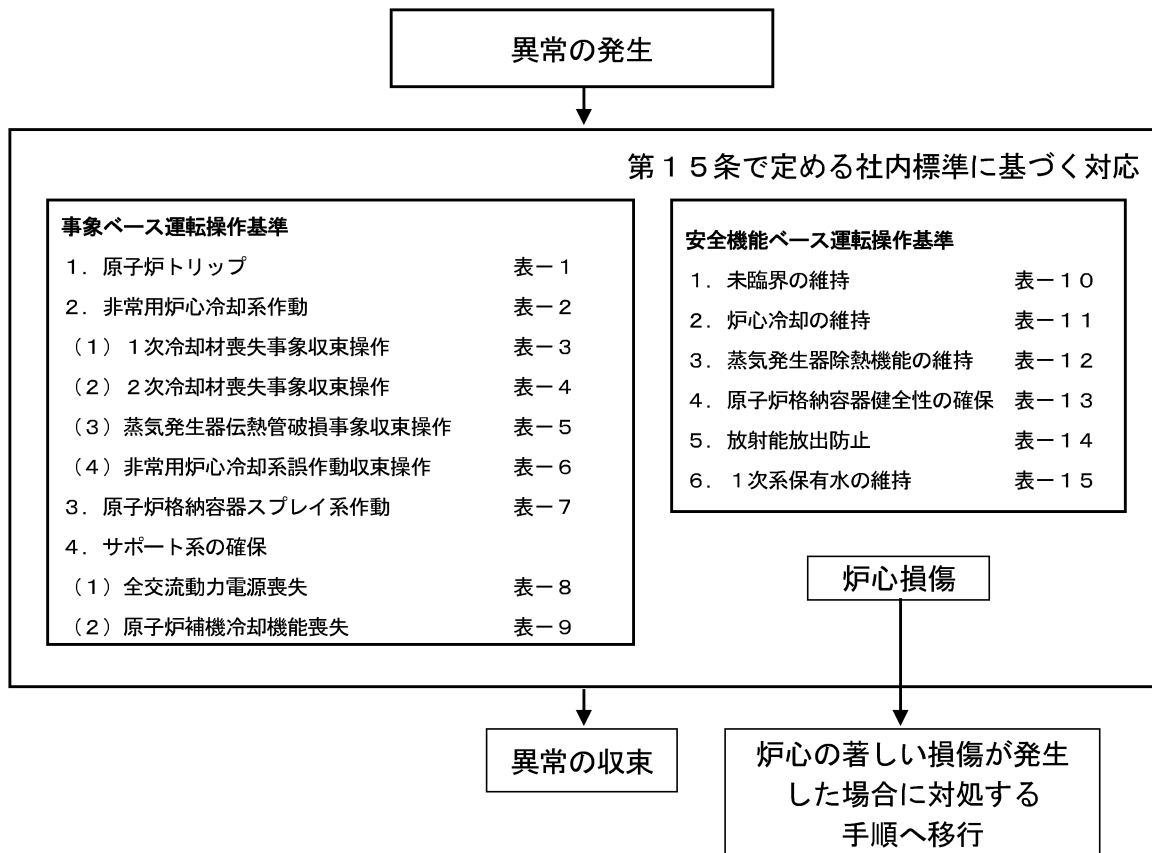 異常の発生
第15条で定める社内標準に基づく対応
事象ベース運転操作基準
1.原子炉トリップ 表-1
2.非常用炉心冷却系作動 表-2
(1)1次冷却材喪失事象収束操作 表-3
(2)2次冷却材喪失事象収束操作 表-4
(3)蒸気発生器伝熱管破損事象収束操作 表-5
(4)非常用炉心冷却系誤作動収束操作 表-6
3.原子炉格納容器スプレイ系作動 表-7
4.サポート系の確保
(1)全交流動力電源喪失 表-8
(2)原子炉補機冷却機能喪失 表-9
安全機能ベース運転操作基準
1.未臨界の維持 表-10
2.炉心冷却の維持 表-11
3.蒸気発生器除熱機能の維持 表-12
4.原子炉格納容器健全性の確保 表-13
5.放射能放出防止 表-14
6.1次系保有水の維持 表-15
炉心損傷
異常の収束
炉心の著しい損傷が発生
した場合に対処する
手順へ移行